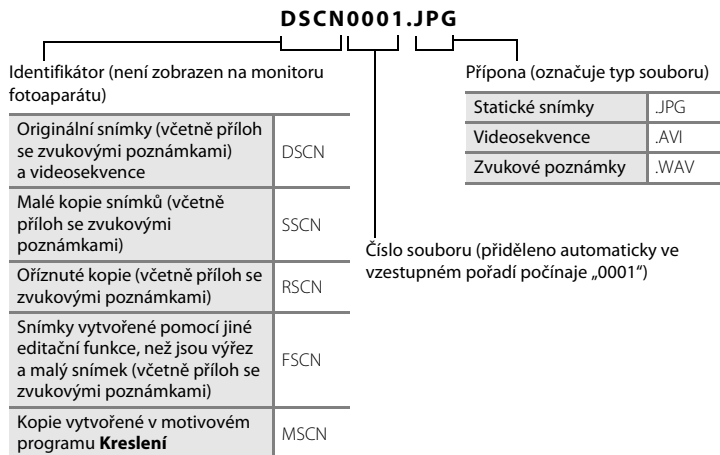 DSCN0001.JPG
Identifikátor (není zobrazen na monitoru
fotoaparátu)
Originální snímky (včetně příloh
se zvukovými poznámkami)
a videosekvence
DSCN
Malé kopie snímků (včetně
příloh se zvukovými
poznámkami)
SSCN
Oříznuté kopie (včetně příloh se
zvukovými poznámkami)
RSCN
Snímky vytvořené pomocí jiné
editační funkce, než jsou výřez
a malý snímek (včetně příloh se
zvukovými poznámkami)
FSCN
Kopie vytvořené v motivovém
programu Kreslení
MSCN
Číslo souboru (přiděleno automaticky ve
vzestupném pořadí počínaje „0001“)
Přípona (označuje typ souboru)
Statické snímky .JPG
Videosekvence .AVI
Zvukové poznámky .WAV